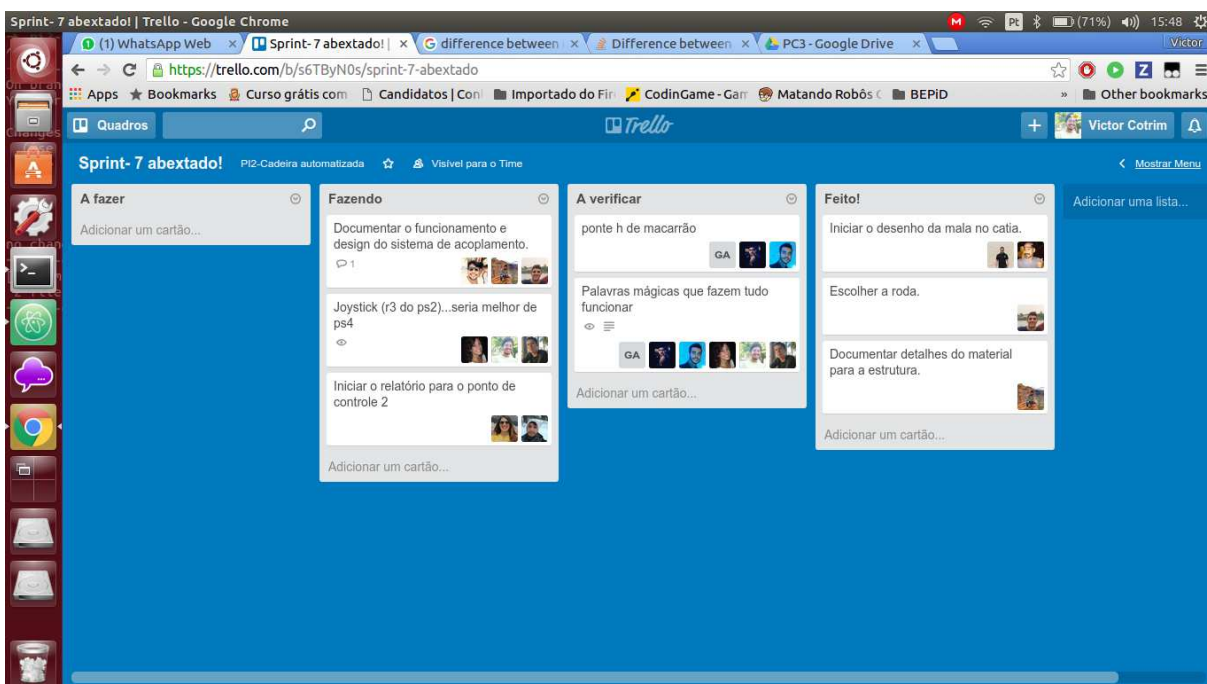 Sprint- 7 abextado! | Trello - Google Chrome
M Pt (71%) 15:48
(1) WhatsApp Web
Sprint- 7 abextado! |
difference between
Difference between
PC3 - Google Drive
Victor
https://trello.com/b/s6TByN0s/sprint-7-abextado
Apps Bookmarks Curso grátis com Candidatos | Con Importado do Fir CodinGame - Gam Matando Robôs BEPiD » Other bookmarks
Quadros
Trello
+ Victor Cotrim
Sprint- 7 abextado! PI2-Cadeira automatizada Visível para o Time
Mostrar Menu
A fazer
Adicionar um cartão...
Fazendo
Documentar o funcionamento e
design do sistema de acoplamento.
1
Joystick (r3 do ps2)...seria melhor de
ps4
Iniciar o relatório para o ponto de
controle 2
Adicionar um cartão...
A verificar
ponte h de macarrão
GA
Palavras mágicas que fazem tudo
funcionar
GA
Adicionar um cartão...
Feito!
Iniciar o desenho da mala no catia.
Escolher a roda.
Documentar detalhes do material
para a estrutura.
Adicionar um cartão...
Adicionar uma lista...